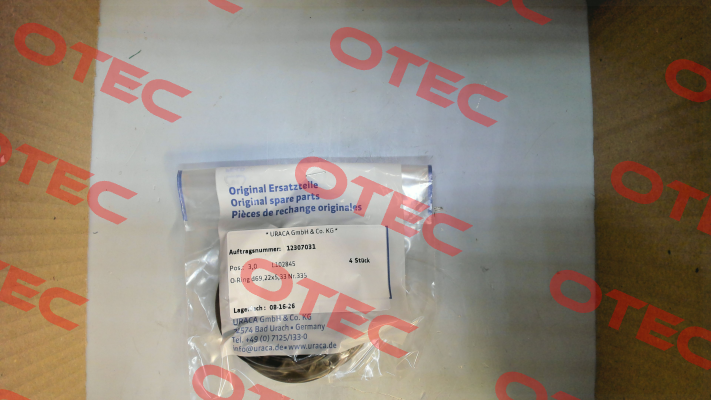 OTEC
OTEC
OTEC
OTEC
OTEC
OTEC
OTEC
OTEC
OTEC
OTEC
Original Ersatzteile
Original spare parts
Pièces de rechange originales
* URACA GmbH & Co. KG *
Auftragsnummer: 12307031
Pos.: 3,0 4 Stück
O-Ring d69,22x5,33 Nr.335
08-16-26
URACA GmbH & Co. KG
Bad Urach • Germany
Tel. +49 (0) 7125/133-0
info@uraca.de • www.uraca.de